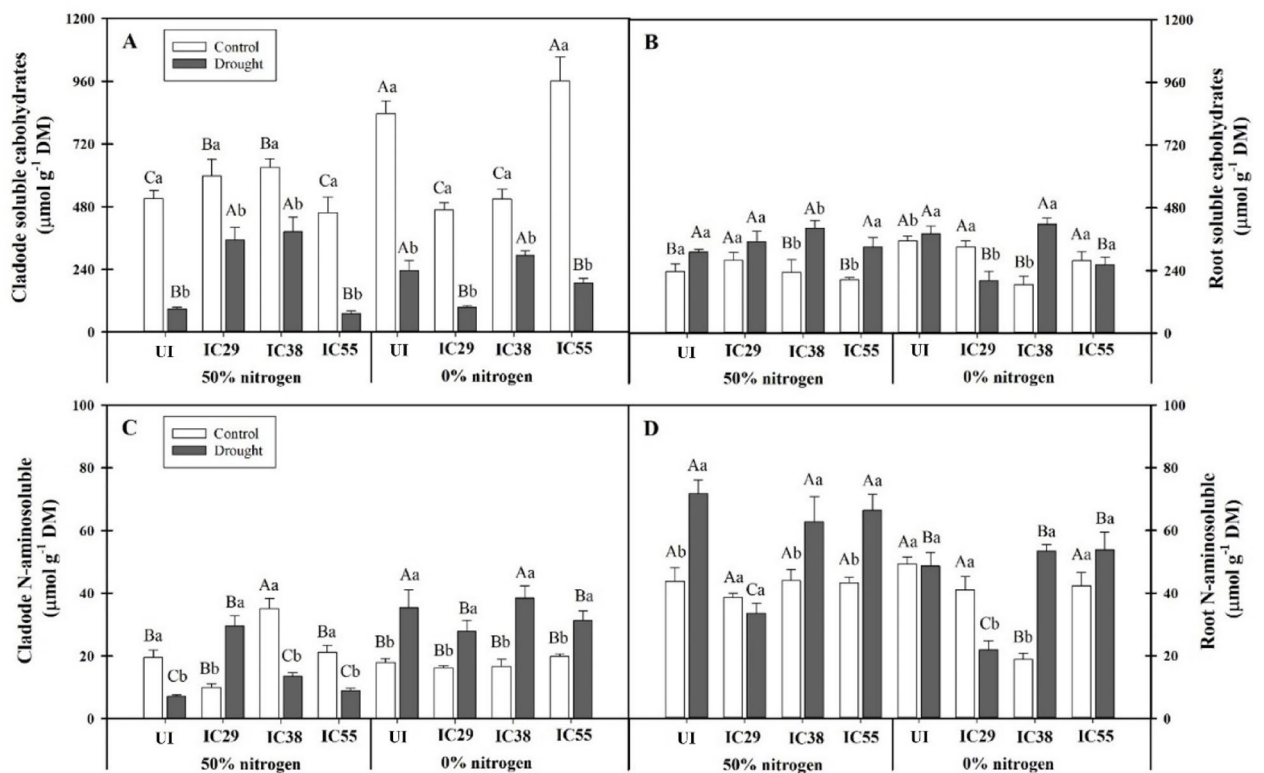 1200
960
720
480
240
0
Cladode soluble cabohydrates
(μmol g-1 DM)
A
Control
Drought
Ca
Bb
Ba
Ab
Ba
Ab
Ca
Bb
Aa
Ab
Ca
Bb
Ca
Ab
Aa
Bb
UI IC29 IC38 IC55 UI IC29 IC38 IC55
50% nitrogen 0% nitrogen
B
Ba
Aa
Aa
Aa
Bb
Ab
Bb
Aa
Ab
Aa
Aa
Bb
Bb
Aa
Aa
Ba
UI IC29 IC38 IC55 UI IC29 IC38 IC55
50% nitrogen 0% nitrogen
1200
960
720
480
240
0
Root soluble cabohydrates
(μmol g-1 DM)
100
80
60
40
20
0
Cladode N-aminosoluble
(μmol g-1 DM)
C
Control
Drought
Ba
Cb
Bb
Ba
Aa
Cb
Ba
Cb
Bb
Aa
Bb
Ba
Bb
Aa
Bb
Ba
UI IC29 IC38 IC55 UI IC29 IC38 IC55
50% nitrogen 0% nitrogen
D
Ab
Aa
Aa
Ca
Ab
Aa
Ab
Aa
Aa
Ba
Aa
Cb
Bb
Ba
Aa
Ba
UI IC29 IC38 IC55 UI IC29 IC38 IC55
50% nitrogen 0% nitrogen
100
80
60
40
20
0
Root N-aminosoluble
(μmol g-1 DM)